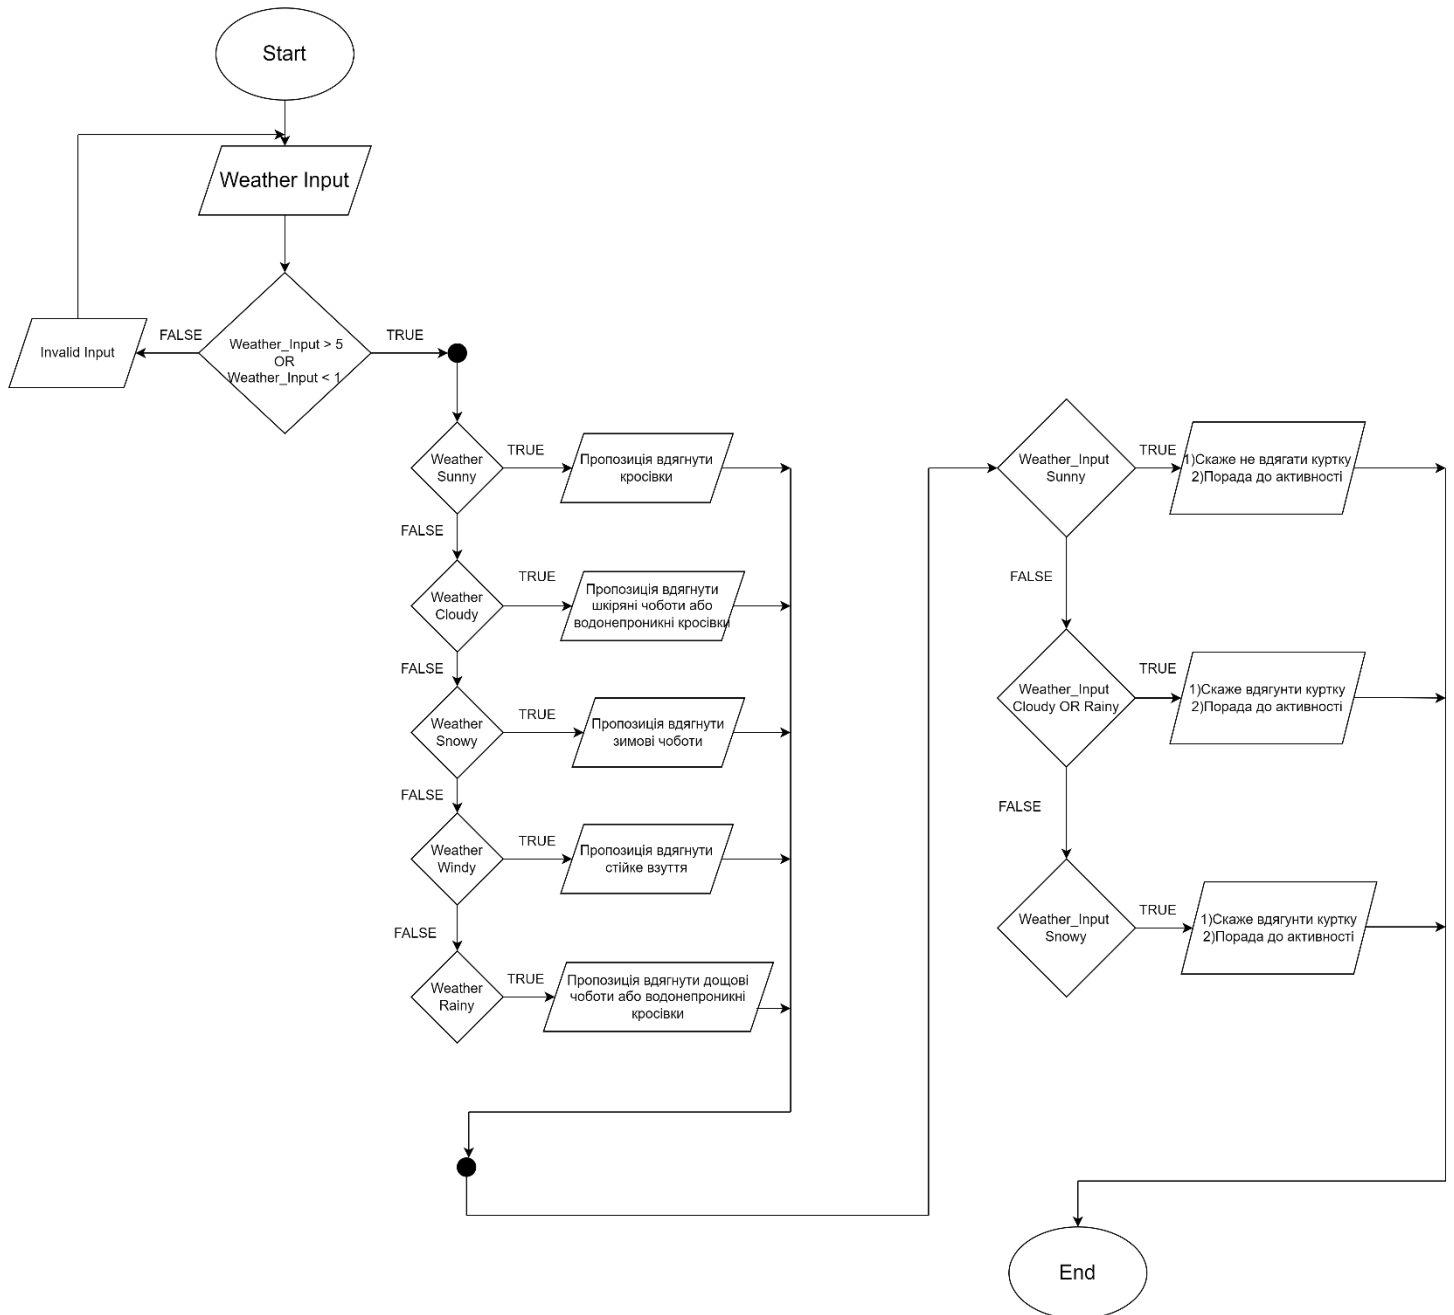 Start
Weather Input
Weather_Input > 5
OR
Weather_Input < 1
FALSE
TRUE
Invalid Input
Weather
Sunny
TRUE
Пропозиція вдягнути
кросівки
FALSE
Weather
Cloudy
TRUE
Пропозиція вдягнути
шкіряні чоботи або
водонепроникні кросівки
FALSE
Weather
Snowy
TRUE
Пропозиція вдягнути
зимові чоботи
FALSE
Weather
Windy
TRUE
Пропозиція вдягнути
стійке взуття
FALSE
Weather
Rainy
TRUE
Пропозиція вдягнути дощові
чоботи або водонепроникні
кросівки
Weather_Input
Sunny
TRUE
1)Скаже не вдягати куртку
2)Порада до активності
FALSE
Weather_Input
Cloudy OR Rainy
TRUE
1)Скаже вдягунти куртку
2)Порада до активності
FALSE
Weather_Input
Snowy
TRUE
1)Скаже вдягунти куртку
2)Порада до активності
End